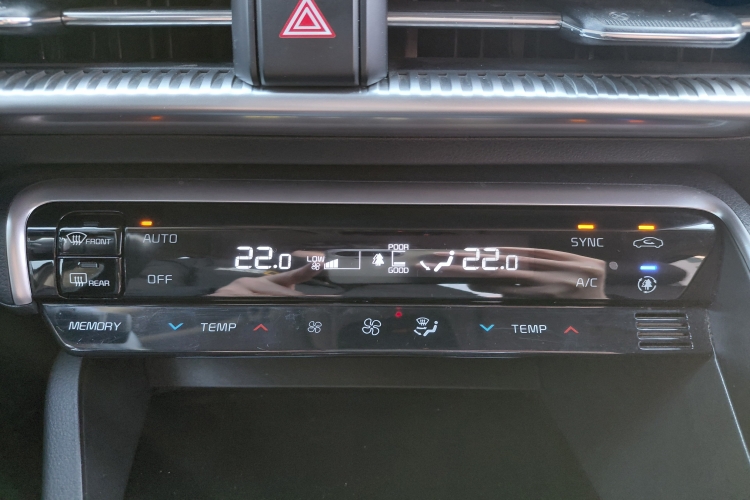 FRONT
REAR
AUTO
OFF
22.0
LOW
POOR
GOOD
22.0
SYNC
A/C
MEMORY
TEMP
TEMP